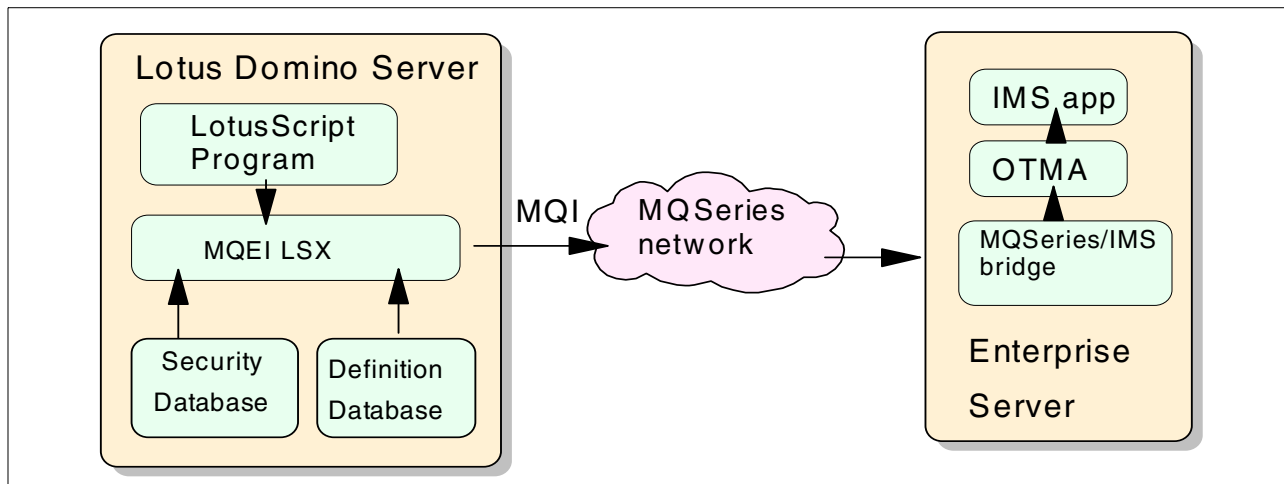 Lotus Domino Server
LotusScript
Program
MQEI LSX
Security
Database
Definition
Database
MQI
MQSeries
network
IMS app
OTMA
MQSeries/IMS
bridge
Enterprise
Server